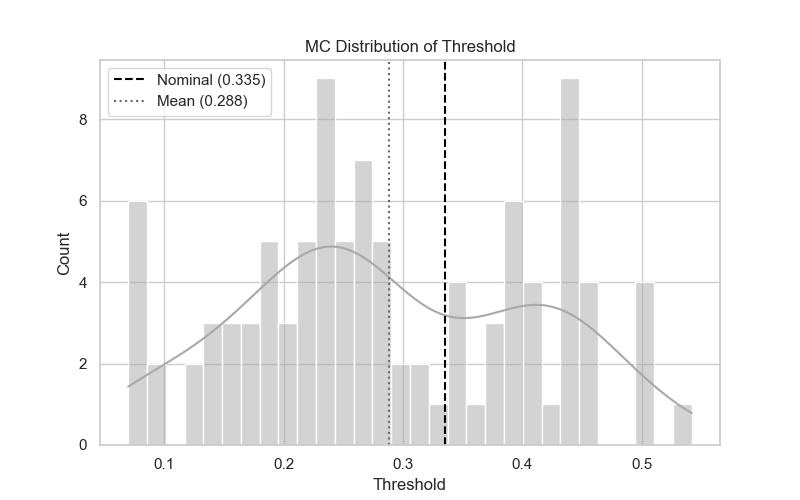 MC Distribution of Threshold
Nominal (0.335)
Mean (0.288)
8
6
4
2
0
Count
0.1 0.2 0.3 0.4 0.5
Threshold